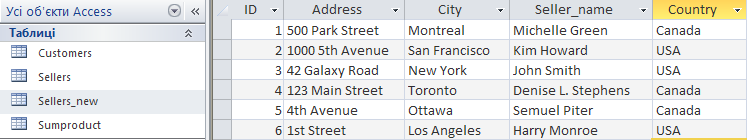 Усі об'єкти Access
Таблиці
Customers
Sellers
Sellers_new
Sumproduct
ID Address City Seller_name Country
1 500 Park Street Montreal Michelle Green Canada
2 1000 5th Avenue San Francisco Kim Howard USA
3 42 Galaxy Road New York John Smith USA
4 123 Main Street Toronto Denise L. Stephens Canada
5 4th Avenue Ottawa Semuel Piter Canada
6 1st Street Los Angeles Harry Monroe USA